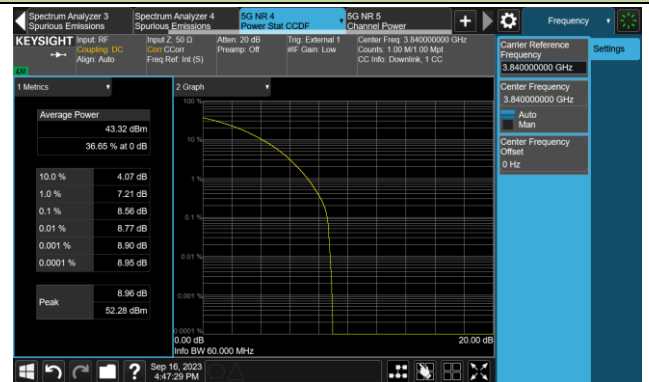 Spectrum Analyzer 3
Spurious Emissions
Spectrum Analyzer 4
Spurious Emissions
5G NR 4
Power Stat CCDF
5G NR 5
Channel Power
Frequency
KEYSIGHT
Input: RF
Coupling: DC
Align: Auto
Input Z: 50 Ω
Corr CCorr
Freq Ref: Int (S)
Atten: 20 dB
Preamp: Off
Trig: External 1
#IF Gain: Low
Center Freq: 3.840000000 GHz
Counts: 1.00 M/1.00 Mpt
CC Info: Downlink, 1 CC
Carrier Reference
Frequency
3.840000000 GHz
Settings
Center Frequency
3.840000000 GHz
Auto
Man
Center Frequency
Offset
0 Hz
1 Metrics
Average Power
43.32 dBm
36.65 % at 0 dB
10.0 % 4.07 dB
1.0 % 7.21 dB
0.1 % 8.56 dB
0.01 % 8.77 dB
0.001 % 8.90 dB
0.0001 % 8.95 dB
Peak
8.96 dB
52.28 dBm
2 Graph
100 %
10 %
1 %
0.1 %
0.01 %
0.001 %
0.0001 %
0.00 dB
20.00 dB
Info BW 60.000 MHz
?
Sep 16, 2023
4:47:29 PM